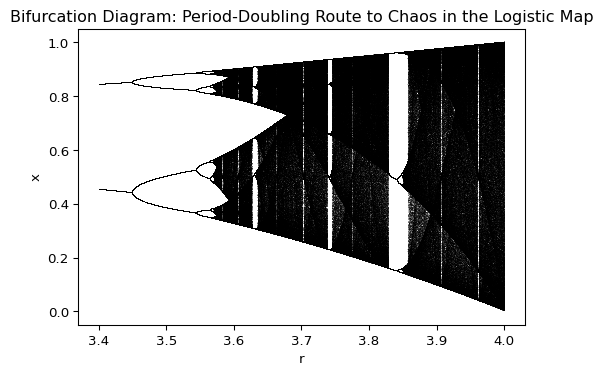 Bifurcation Diagram: Period-Doubling Route to Chaos in the Logistic Map
1.0
0.8
0.6
x
0.4
0.2
0.0
3.4 3.5 3.6 3.7 3.8 3.9 4.0
r